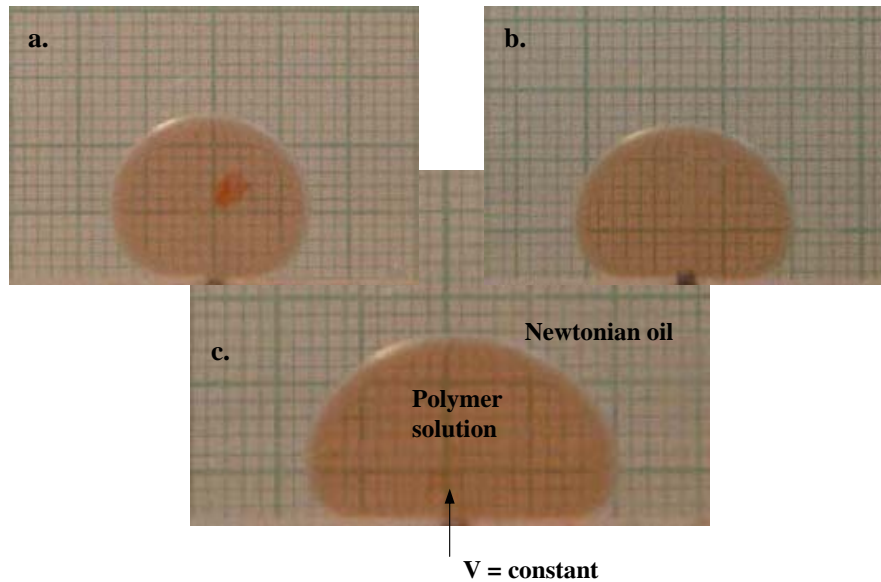 a.
b.
c.
Newtonian oil
Polymer
solution
V = constant